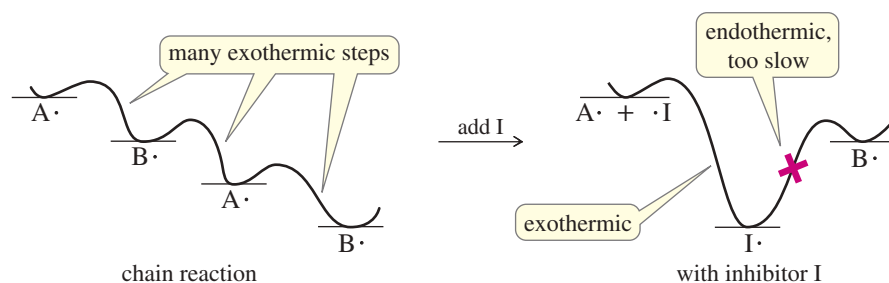 many exothermic steps
A·
B·
A·
B·
chain reaction
add I
endothermic,
too slow
A· + ·I
B·
exothermic
I·
with inhibitor I